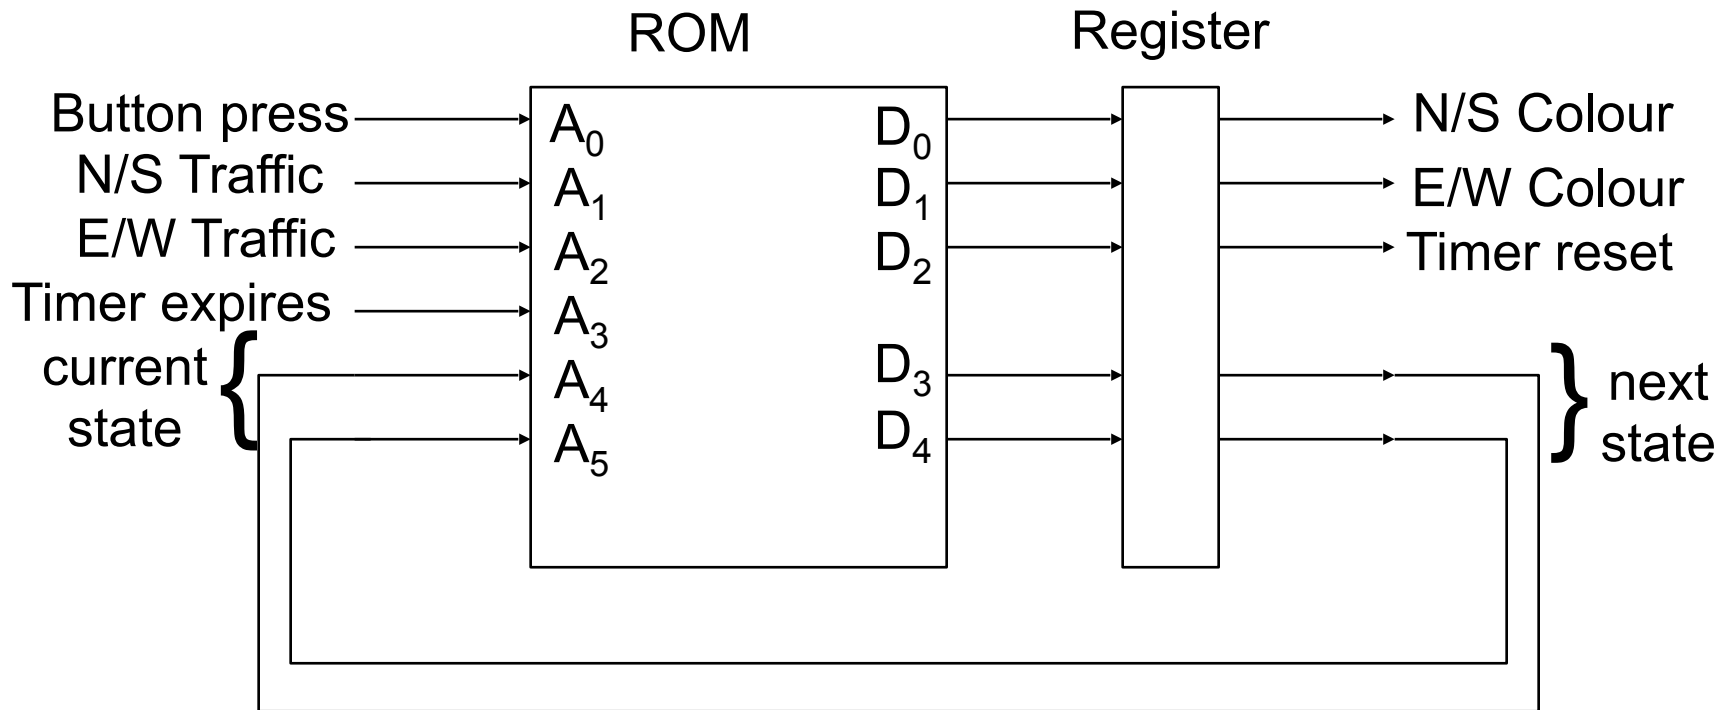 ROM Register
Button press A₀ D₀ N/S Colour
N/S Traffic A₁ D₁ E/W Colour
E/W Traffic A₂ D₂ Timer reset
Timer expires A₃
current { A₄ D₃ } next
state A₅ D₄ state